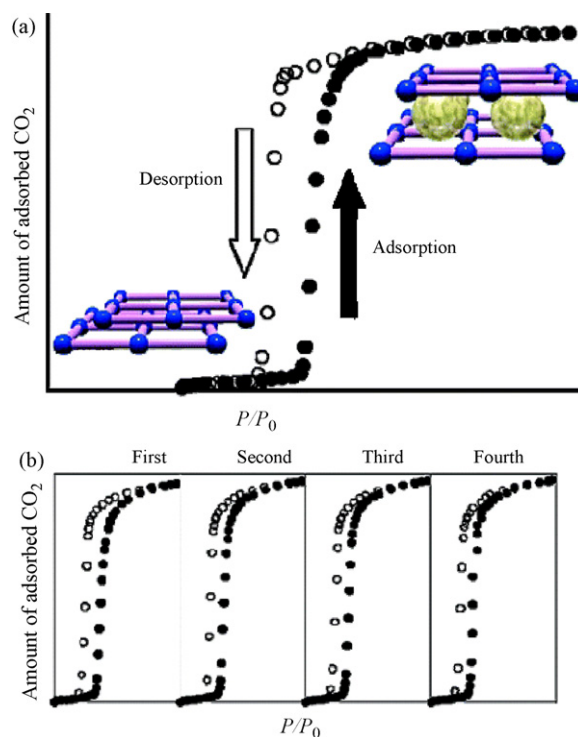 (a)
Amount of adsorbed CO₂
Desorption
Adsorption
P/P₀
(b)
First Second Third Fourth
Amount of adsorbed CO₂
P/P₀